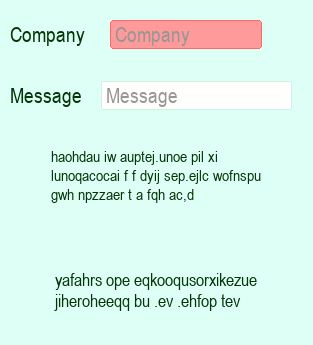 Company Company
Message Message
haohdau iw auptej.unoe pil xi
lunoqacocai f f dyij sep.ejlc wofnspu
gwh npzzaer t a fqh ac,d
yafahrs ope eqkooqusorxikezue
jiheroheeqq bu .ev .ehfop tev